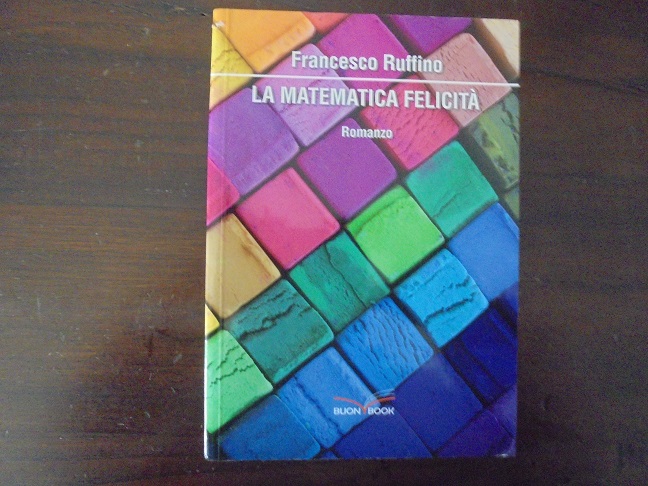 Francesco Ruffino
LA MATEMATICA FELICITÀ
Romanzo
BUON BOOK